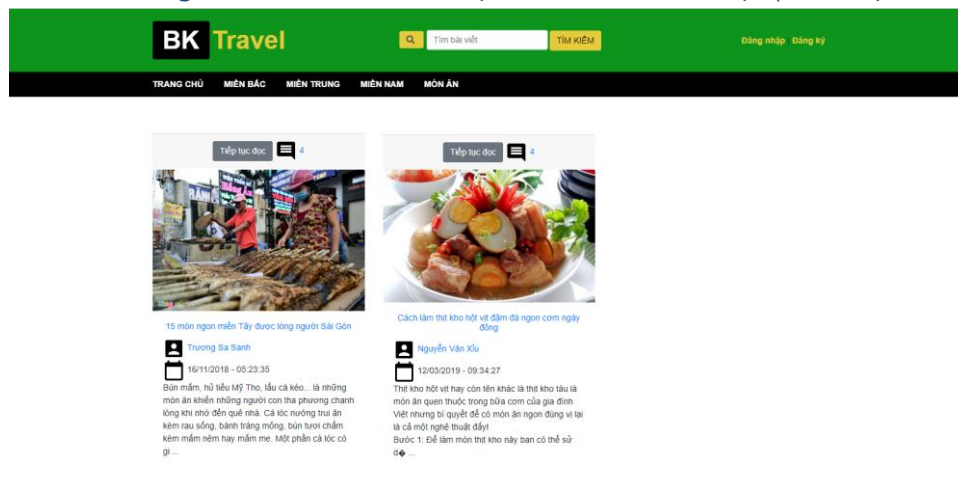 BK Travel
Tìm bài viết
TÌM KIẾM
Đăng nhập Đăng ký
TRANG CHỦ MIỀN BẮC MIỀN TRUNG MIỀN NAM MÓN ĂN
Tiếp tục đọc 4
Tiếp tục đọc 4
15 món ngon miền Tây được lòng người Sài Gòn
Trương Sa Sanh
16/11/2018 - 05:23:35
Bún mắm, hủ tiếu Mỹ Tho, lẩu cá kèo... là những
món ăn khiến những người con tha phương chạnh
lòng khi nhớ đến quê nhà. Cá lóc nướng trui ăn
kèm rau sống, bánh tráng mỏng, bún tươi chấm
kèm mắm nêm hay mắm me. Một phần cá lóc có
gi ...
Cách làm thịt kho hột vịt đậm đà ngon cơm ngày
đông
Nguyễn Văn Xỉu
12/03/2019 - 09:34:27
Thịt kho hột vịt hay còn tên khác là thịt kho tàu là
món ăn quen thuộc trong bữa cơm của gia đình
Việt nhưng bí quyết để có món ăn ngon đúng vị lại
là cả một nghệ thuật đấy!
Bước 1: Để làm món thịt kho này bạn có thể sử
d� ...